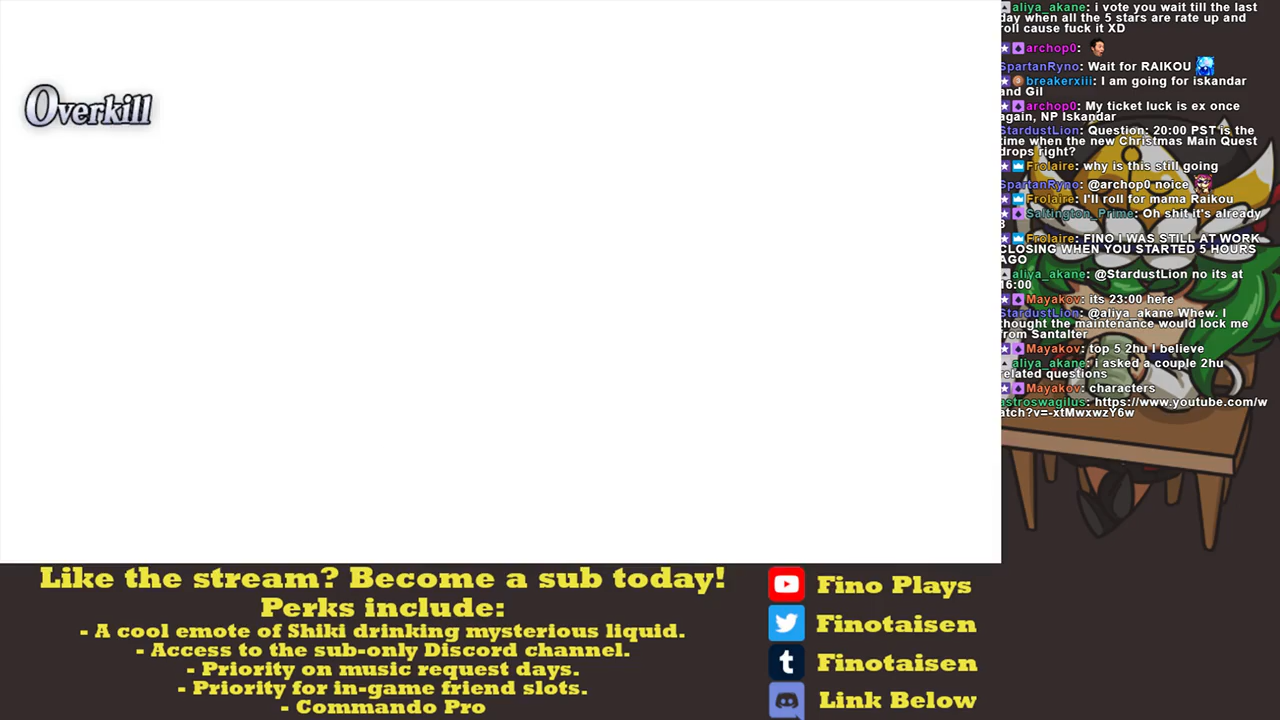 Overkill
aliya_akane: i vote you wait till the last
day when all the 5 stars are rate up and
roll cause fuck it XD
archop0:
SpartanRyno: Wait for RAIKOU
breakerxiii: I am going for iskandar
and Gil
archop0: My ticket luck is ex once
again, NP Iskandar
StardustLion: Question: 20:00 PST is the
time when the new Christmas Main Quest
drops right?
Frolaire: why is this still going
SpartanRyno: @archop0 noice
Frolaire: I'll roll for mama Raikou
Saltington_Prime: Oh shit it's already
3
Frolaire: FINO I WAS STILL AT WORK
CLOSING WHEN YOU STARTED 5 HOURS
AGO
aliya_akane: @StardustLion no its at
16:00
Mayakov: its 23:00 here
StardustLion: @aliya_akane Whew. I
thought the maintenance would lock me
from Santalter
Mayakov: top 5 2hu I believe
aliya_akane: i asked a couple 2hu
related questions
Mayakov: characters
astroswagilus: https://www.youtube.com/w
atch?v=-xtMwxwzY6w
Like the stream? Become a sub today!
Perks include:
- A cool emote of Shiki drinking mysterious liquid.
- Access to the sub-only Discord channel.
- Priority on music request days.
- Priority for in-game friend slots.
- Commando Pro
Fino Plays
Finotaisen
Finotaisen
Link Below